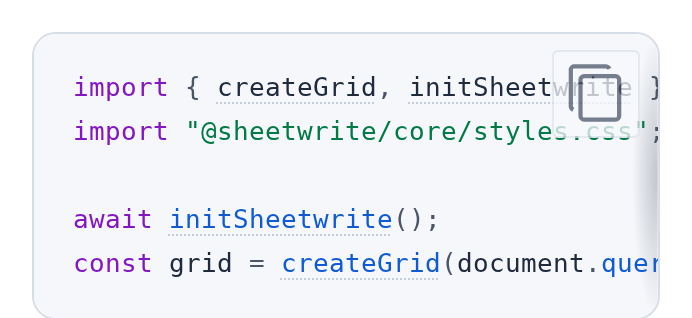 import { createGrid, initSheetwrite }
import "@sheetwrite/core/styles.css";
await initSheetwrite();
const grid = createGrid(document.quer